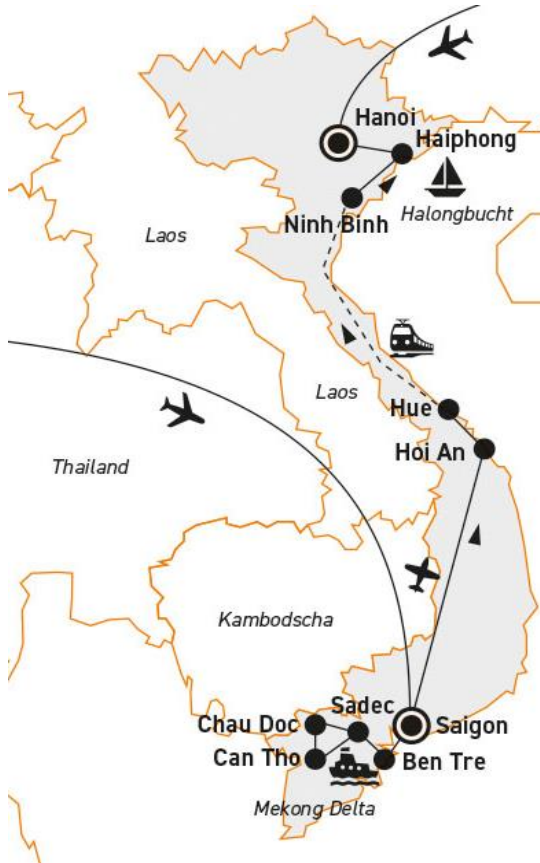 Hanoi
Haiphong
Ninh Binh
Halongbucht
Laos
Laos
Hue
Hoi An
Thailand
Kambodscha
Sadec
Chau Doc
Saigon
Can Tho
Ben Tre
Mekong Delta